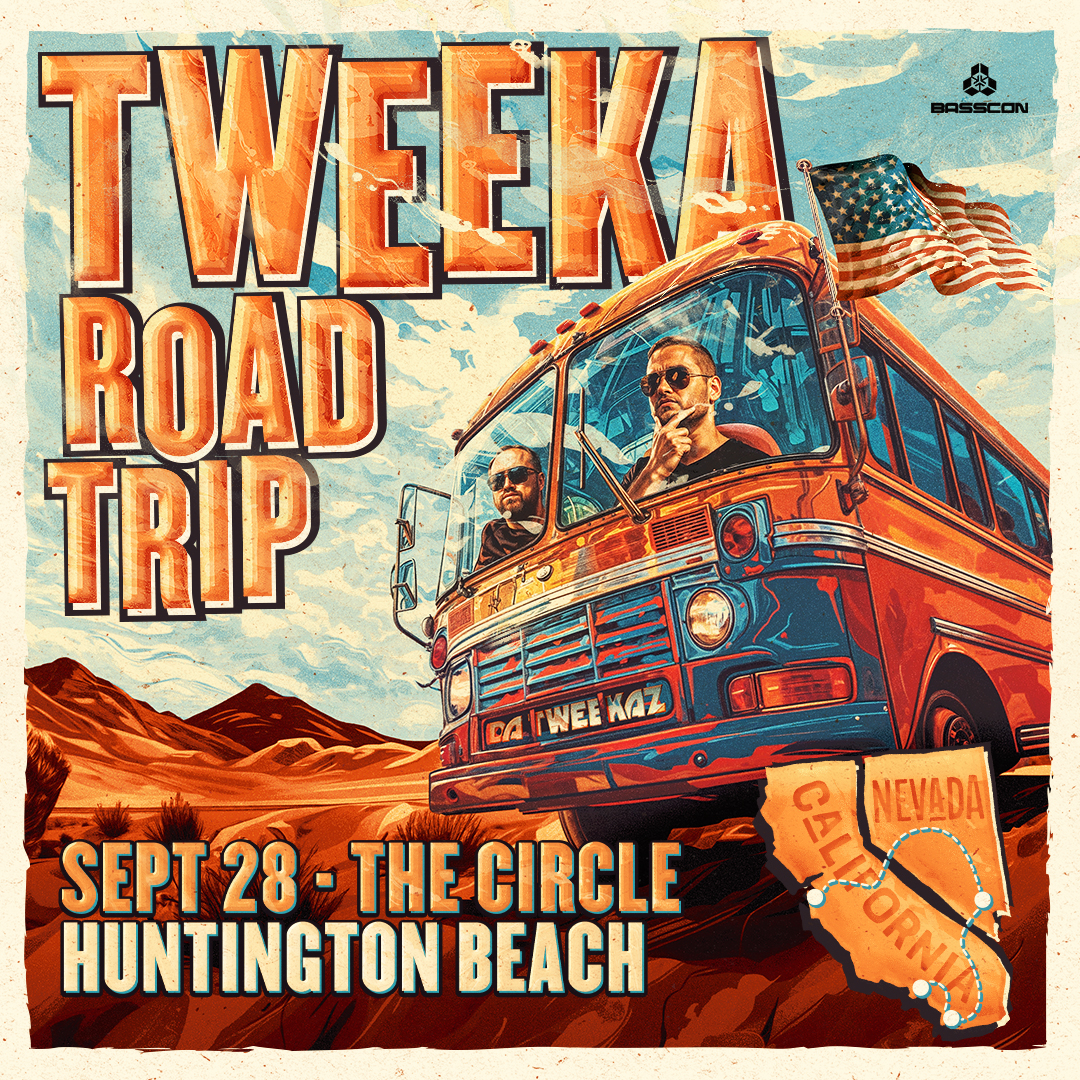 TWEEKA
ROAD
TRIP
BASSCON
DA TWEEKAZ
SEPT 28 - THE CIRCLE
HUNTINGTON BEACH
CALIFORNIA
NEVADA